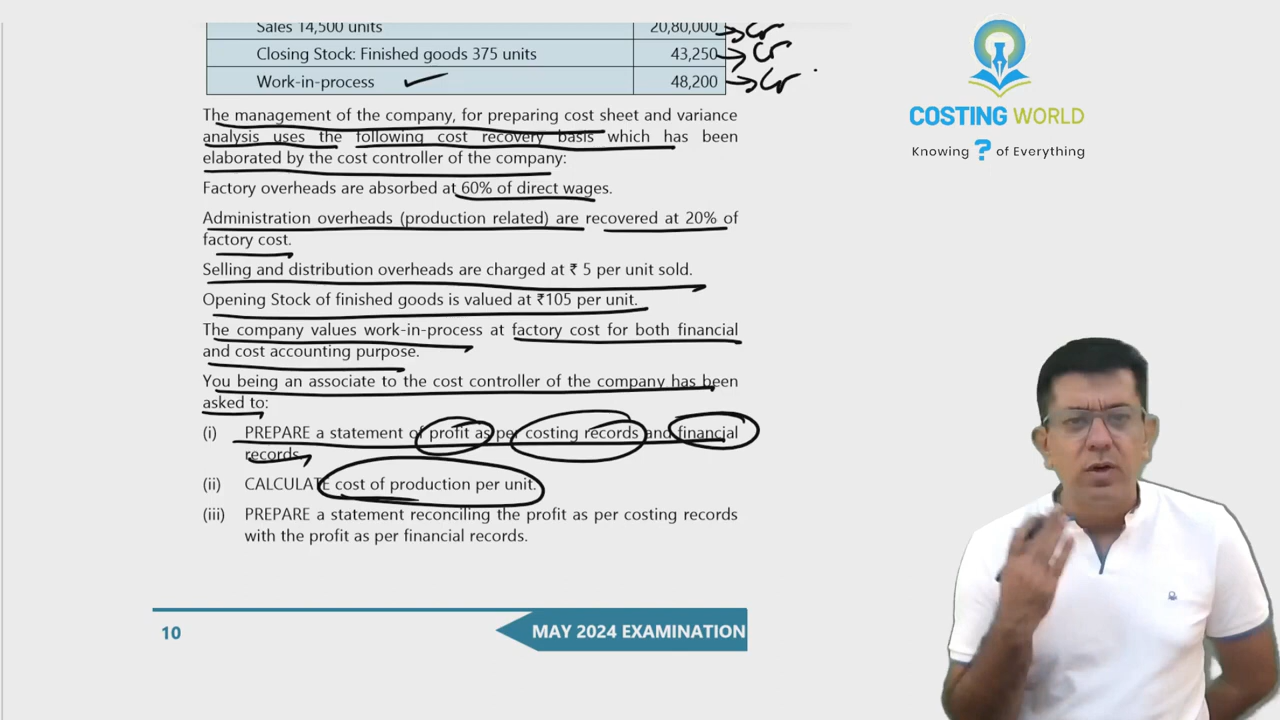 Sales 14,500 units 20,80,000 → Cr
Closing Stock: Finished goods 375 units 43,250 → Cr
Work-in-process 48,200 → Cr
The management of the company, for preparing cost sheet and variance
analysis uses the following cost recovery basis which has been
elaborated by the cost controller of the company:
Factory overheads are absorbed at 60% of direct wages.
Administration overheads (production related) are recovered at 20% of
factory cost.
Selling and distribution overheads are charged at ₹ 5 per unit sold.
Opening Stock of finished goods is valued at ₹105 per unit.
The company values work-in-process at factory cost for both financial
and cost accounting purpose.
You being an associate to the cost controller of the company has been
asked to:
(i) PREPARE a statement of profit as per costing records and financial
records.
(ii) CALCULATE cost of production per unit.
(iii) PREPARE a statement reconciling the profit as per costing records
with the profit as per financial records.
10 MAY 2024 EXAMINATION
COSTING WORLD
Knowing ? of Everything